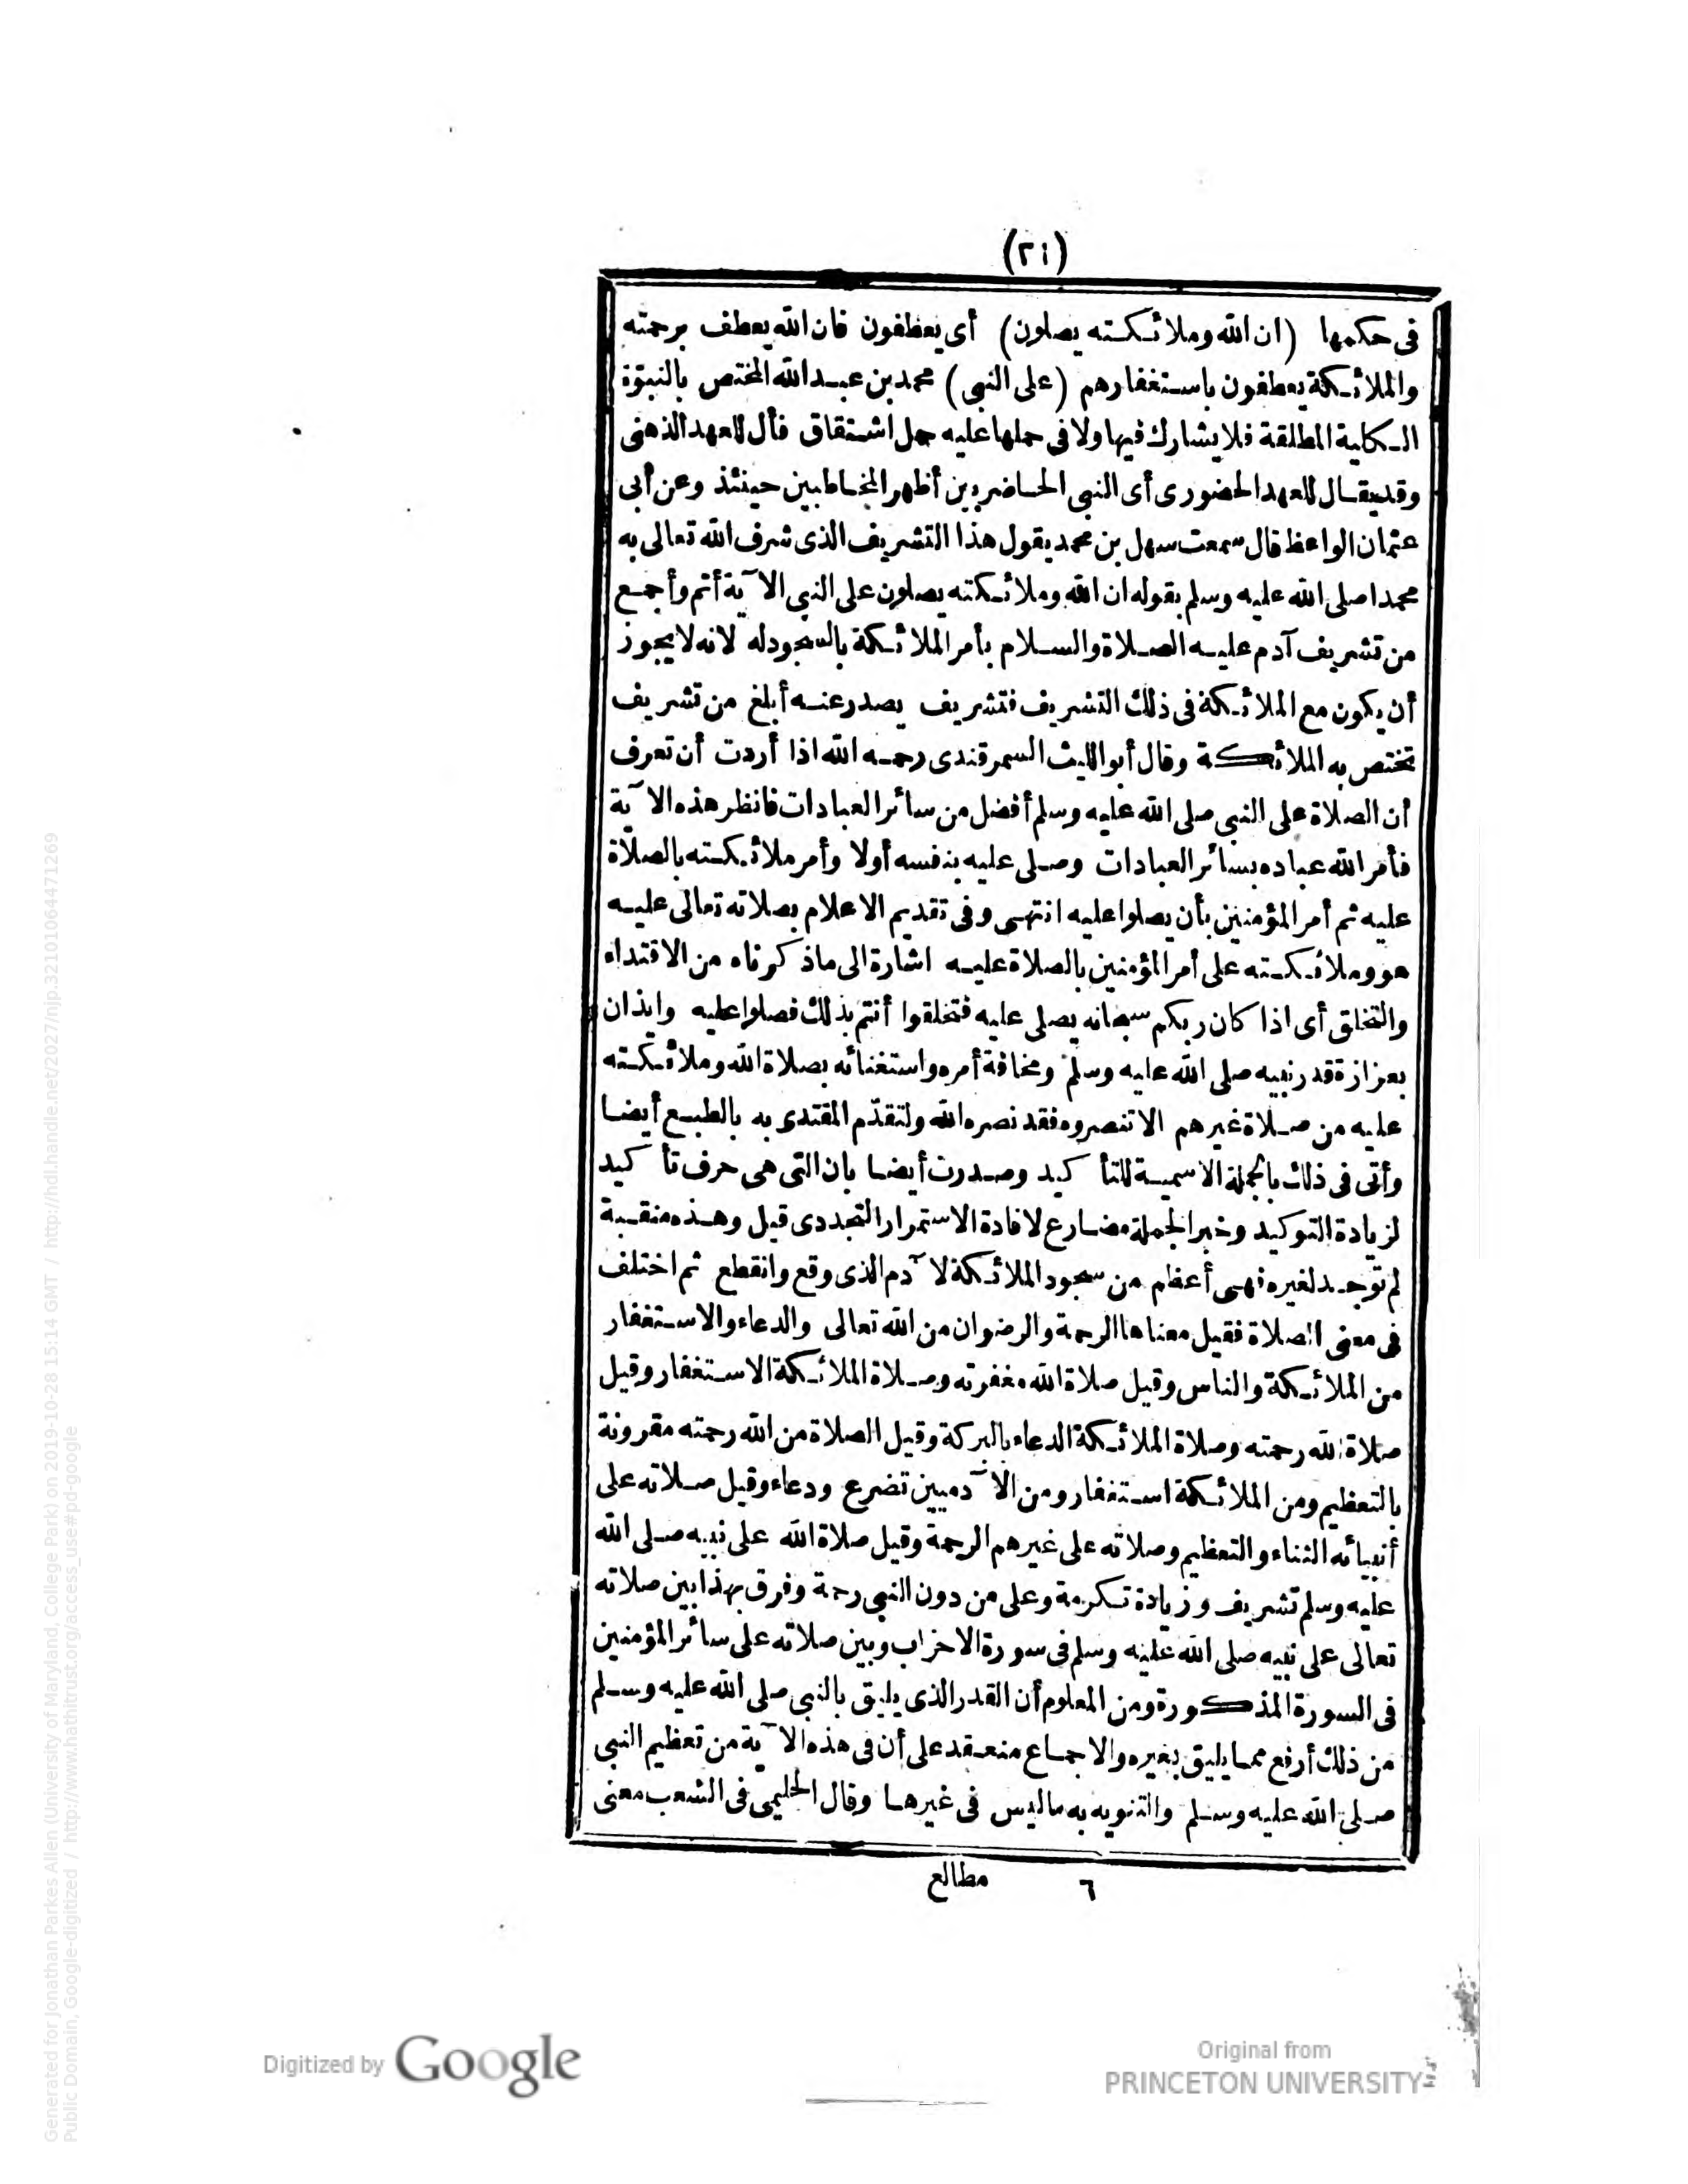 (٢١)
فى حكمها (ان الله وملائكته يصلون) أى يعطفون فان الله يعطف برحمته
والملائكة يعطفون باستغفارهم (على النبى) محمد بن عبد الله المختص بالنبوّة
الكلية المطلقة فلا يشارك فيها ولا فى حملها عليه حمل اشتقاق فأل للعهد الذهنى
وقد يقال للعهد الحضورى أى النبى الحاضر بين أظهر المخاطبين حينئذ وعن أبى
عثمان الواعظ قال سمعت سهل بن محمد يقول هذا التشريف الذى شرف الله تعالى به
محمدا صلى الله عليه وسلم بقوله ان الله وملائكته يصلون على النبى الآية أتم وأجمع
من تشريف آدم عليه الصلاة والسلام بأمر الملائكة بالسجود له لانه لا يجوز
أن يكون مع الملائكة فى ذلك التشريف فتشريف يصدر عنه أبلغ من تشريف
تختص به الملائكة وقال أبو الليث السمرقندى رحمه الله اذا أردت أن تعرف
أن الصلاة على النبى صلى الله عليه وسلم أفضل من سائر العبادات فانظر هذه الآية
فأمر الله عباده بسائر العبادات وصلى عليه بنفسه أولا وأمر ملائكته بالصلاة
عليه ثم أمر المؤمنين بأن يصلوا عليه انتهى وفى تقديم الاعلام بصلاته تعالى عليه
هو وملائكته على أمر المؤمنين بالصلاة عليه اشارة الى ماذكرناه من الاقتداء
والتخلق أى اذا كان ربكم سبحانه يصلى عليه فتخلقوا أنتم بذلك فصلوا عليه وايذان
بعزازة قدر نبيه صلى الله عليه وسلم وفخافة أمره واستغنائه بصلاة الله وملائكته
عليه من صلاة غيرهم الا تنصروه فقد نصره الله ولتقدّم المقتدى به بالطبع أيضا
وأتى فى ذلك بالجملة الاسمية للتأكيد وصدرت أيضا بان التى هى حرف تأكيد
لزيادة التوكيد وخبر الجملة مضارع لافادة الاستمرار التجددى قيل وهذه منقبة
لم توجد لغيره فهى أعظم من سجود الملائكة لآدم الذى وقع وانقطع ثم اختلف
فى معنى الصلاة فقيل معناها الرحمة والرضوان من الله تعالى والدعاء والاستغفار
من الملائكة والناس وقيل صلاة الله مغفرته وصلاة الملائكة الاستغفار وقيل
صلاة الله رحمته وصلاة الملائكة الدعاء بالبركة وقيل الصلاة من الله رحمته مقرونة
بالتعظيم ومن الملائكة استغفار ومن الآدميين تضرع ودعاء وقيل صلاته على
أنبيائه الثناء والتعظيم وصلاته على غيرهم الرحمة وقيل صلاة الله على نبيه صلى الله
عليه وسلم تشريف وزيادة تكرمة وعلى من دون النبى رحمة وفرق بهذا بين صلاته
تعالى على نبيه صلى الله عليه وسلم فى سورة الاحزاب وبين صلاته على سائر المؤمنين
فى السورة المذكورة ومن المعلوم أن القدر الذى يليق بالنبى صلى الله عليه وسلم
من ذلك أرفع مما يليق بغيره والاجماع منعقد على أن فى هذه الآية من تعظيم النبى
صلى الله عليه وسلم والتنويه به ما ليس فى غيرها وقال الحليمى فى الشعب معنى
٦ مطالع
Digitized by Google
Original from
PRINCETON UNIVERSITY
Generated for Jonathan Parkes Allen (University of Maryland, College Park) on 2019-10-28 15:14 GMT / http://hdl.handle.net/2027/njp.32101064471269
Public Domain, Google-digitized / http://www.hathitrust.org/access_use#pd-google